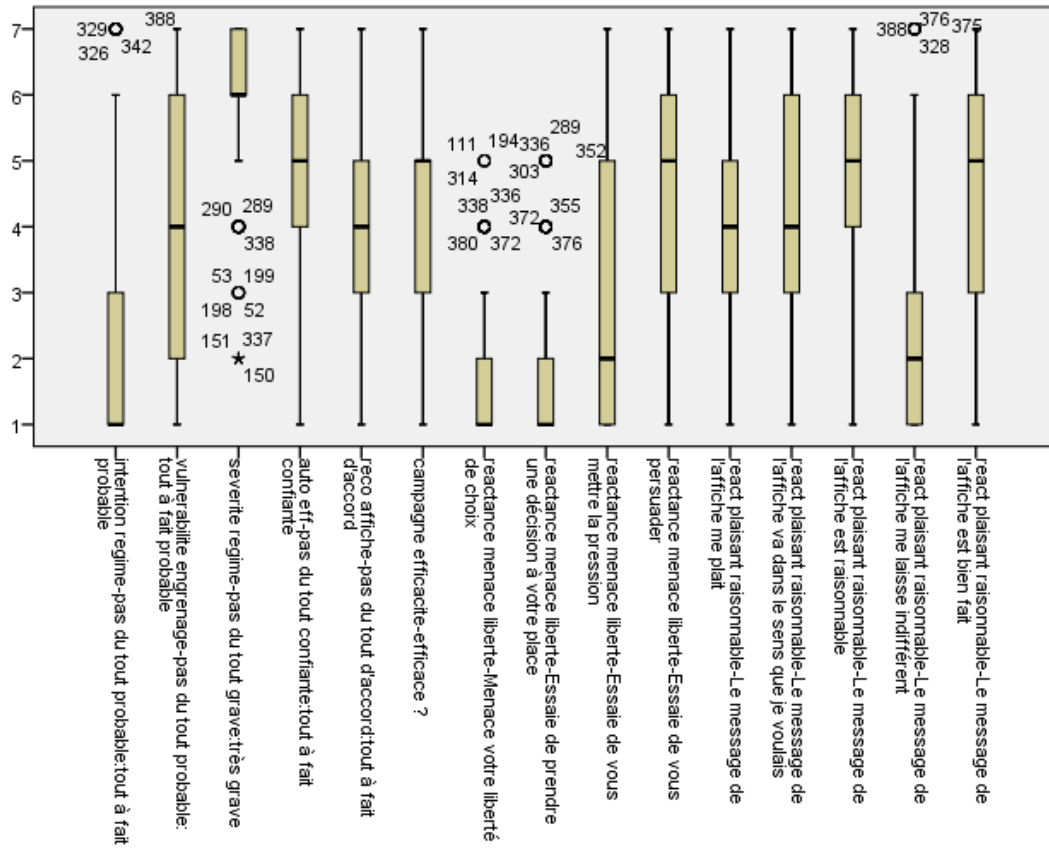 7
6
5
4
3
2
1
329
326
342
388
290
289
338
53
199
198
52
151
337
150
111
194
314
338
336
380
372
336
289
303
352
372
355
376
388
376
375
328
intention regime-pas du tout probable:tout à fait
probable
vulnerabilite engrenage-pas du tout probable:
tout à fait probable
severite regime-pas du tout grave:très grave
auto eff-pas du tout confiante:tout à fait
confiante
reco affiche-pas du tout d'accord:tout à fait
d'accord
campagne efficacite-efficace ?
reactance menace liberte-Menace votre liberté
de choix
reactance menace liberte-Essaie de prendre
une décision à votre place
reactance menace liberte-Essaie de vous
mettre la pression
reactance menace liberte-Essaie de vous
persuader
react plaisant raisonnable-Le message de
l'affiche me plait
react plaisant raisonnable-Le message de
l'affiche va dans le sens que je voulais
react plaisant raisonnable-Le message de
l'affiche est raisonnable
react plaisant raisonnable-Le message de
l'affiche me laisse indifférent
react plaisant raisonnable-Le message de
l'affiche est bien fait